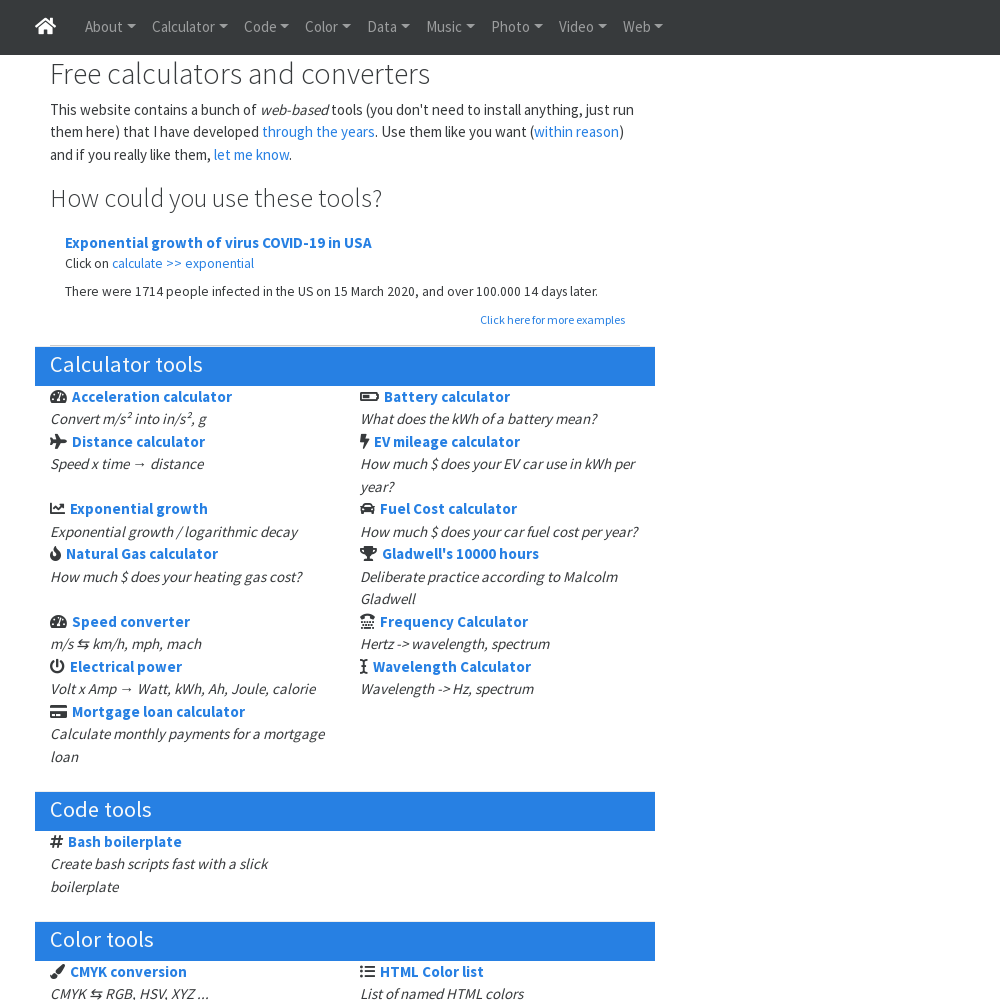 About Calculator Code Color Data Music Photo Video Web
Free calculators and converters
This website contains a bunch of web-based tools (you don't need to install anything, just run
them here) that I have developed through the years. Use them like you want (within reason)
and if you really like them, let me know.
How could you use these tools?
Exponential growth of virus COVID-19 in USA
Click on calculate >> exponential
There were 1714 people infected in the US on 15 March 2020, and over 100.000 14 days later.
Click here for more examples
Calculator tools
Acceleration calculator
Convert m/s² into in/s², g
Battery calculator
What does the kWh of a battery mean?
Distance calculator
Speed x time → distance
EV mileage calculator
How much $ does your EV car use in kWh per
year?
Exponential growth
Exponential growth / logarithmic decay
Fuel Cost calculator
How much $ does your car fuel cost per year?
Natural Gas calculator
How much $ does your heating gas cost?
Gladwell's 10000 hours
Deliberate practice according to Malcolm
Gladwell
Speed converter
m/s ⇆ km/h, mph, mach
Frequency Calculator
Hertz -> wavelength, spectrum
Electrical power
Volt x Amp → Watt, kWh, Ah, Joule, calorie
Wavelength Calculator
Wavelength -> Hz, spectrum
Mortgage loan calculator
Calculate monthly payments for a mortgage
loan
Code tools
Bash boilerplate
Create bash scripts fast with a slick
boilerplate
Color tools
CMYK conversion
CMYK ⇆ RGB, HSV, XYZ ...
HTML Color list
List of named HTML colors